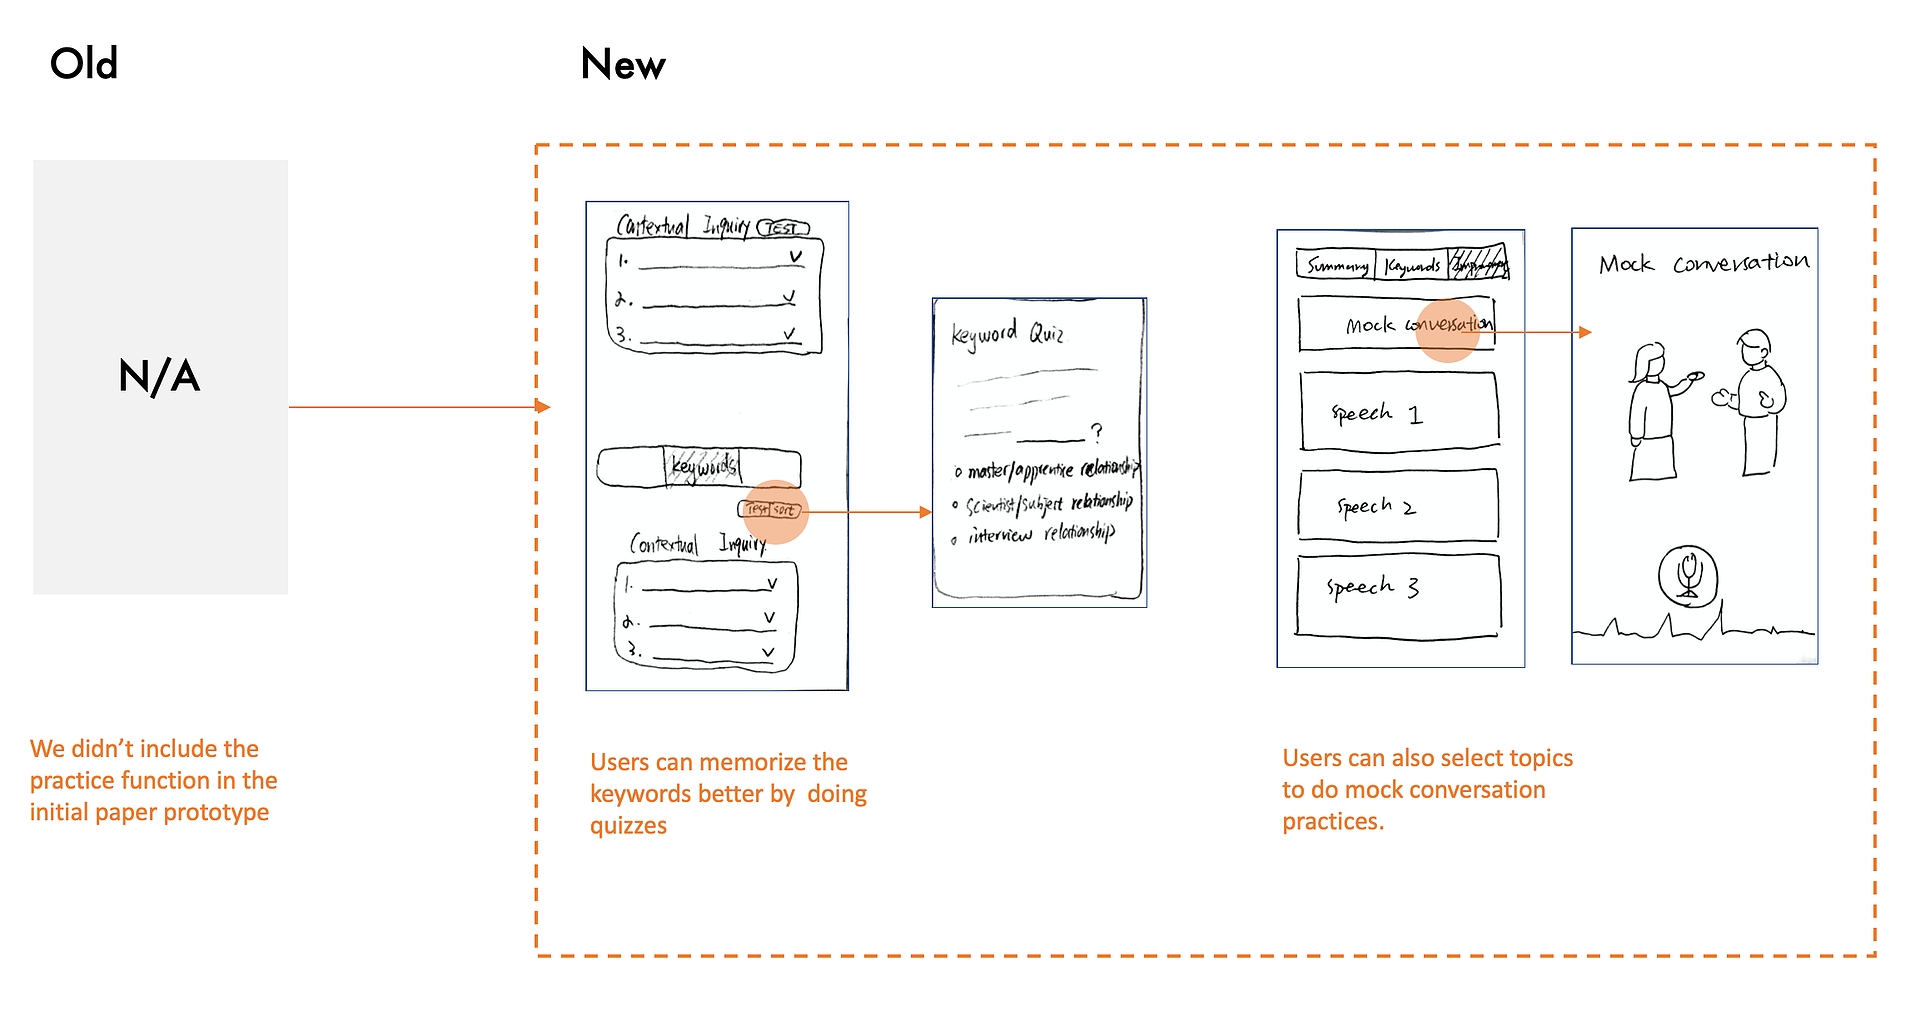 Old
New
N/A
We didn't include the
practice function in the
initial paper prototype
Contextual Inquiry TEST
1.
2.
3.
keywords
Test sort
Contextual Inquiry
1.
2.
3.
Users can memorize the
keywords better by doing
quizzes
Keyword Quiz
?
master/apprentice relationship
scientist/subject relationship
interview relationship
Summary Keywords
Mock conversation
speech 1
speech 2
speech 3
Users can also select topics
to do mock conversation
practices.
Mock conversation